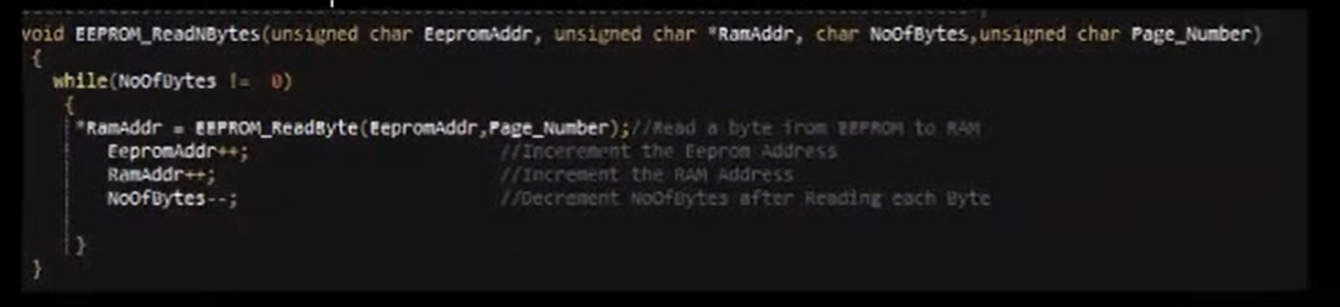 void EEPROM_ReadNBytes(unsigned char EepromAddr, unsigned char *RamAddr, char NoOfBytes,unsigned char Page_Number)
{
while(NoOfBytes != 0)
{
*RamAddr = EEPROM_ReadByte(EepromAddr,Page_Number);//Read a byte from EEPROM to RAM
EepromAddr++; //Incerement the Eeprom Address
RamAddr++; //Increment the RAM Address
NoOfBytes--; //Decrement NoOfBytes after Reading each Byte
}
}